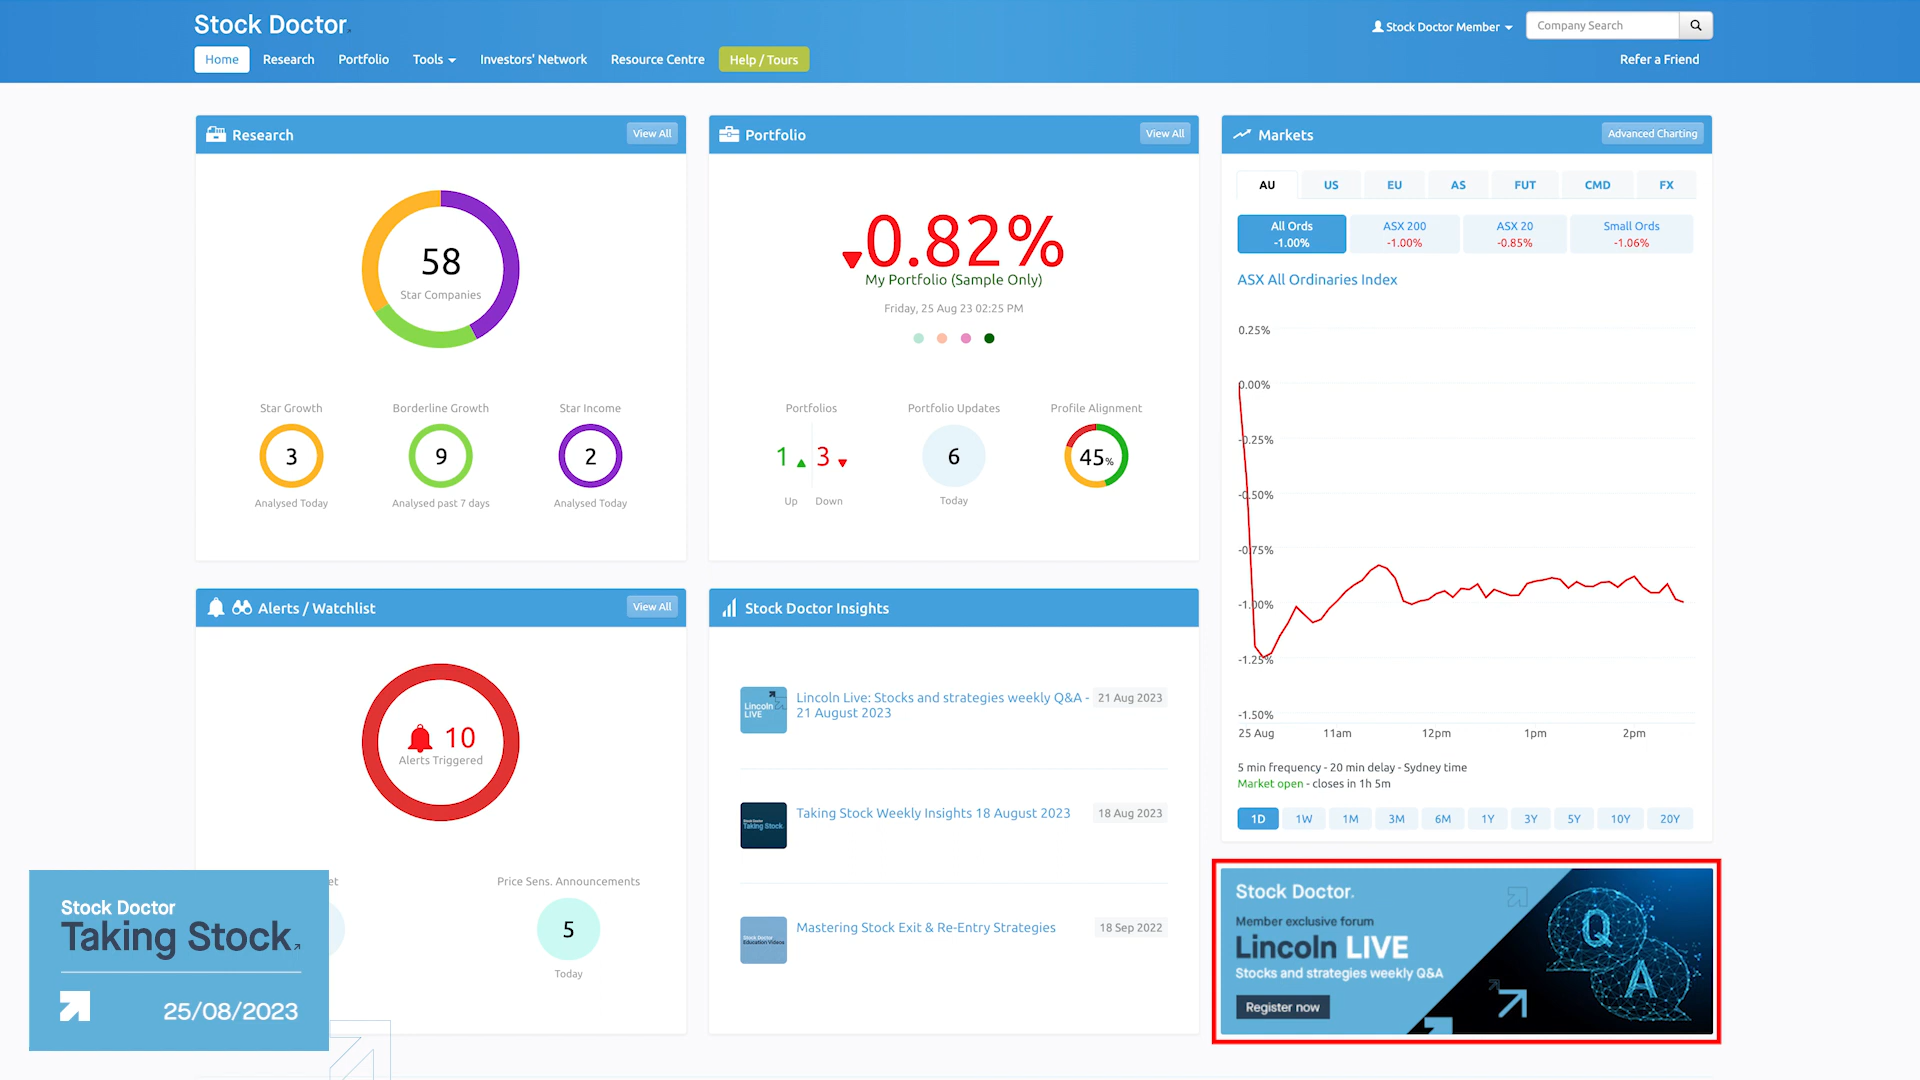 Stock Doctor.
Stock Doctor Member
Company Search
Home
Research
Portfolio
Tools
Investors' Network
Resource Centre
Help / Tours
Refer a Friend
Research
View All
58
Star Companies
Star Growth
Borderline Growth
Star Income
3
9
2
Analysed Today
Analysed past 7 days
Analysed Today
Portfolio
View All
0.82%
My Portfolio (Sample Only)
Friday, 25 Aug 23 02:25 PM
Portfolios
Portfolio Updates
Profile Alignment
1
3
6
45%
Up
Down
Today
Markets
Advanced Charting
AU
US
EU
AS
FUT
CMD
FX
All Ords
-1.00%
ASX 200
-1.00%
ASX 20
-0.85%
Small Ords
-1.06%
ASX All Ordinaries Index
0.25%
0.00%
-0.25%
-0.50%
-0.75%
-1.00%
-1.25%
-1.50%
25 Aug
11am
12pm
1pm
2pm
5 min frequency - 20 min delay - Sydney time
Market open - closes in 1h 5m
1D
1W
1M
3M
6M
1Y
3Y
5Y
10Y
20Y
Alerts / Watchlist
View All
10
Alerts Triggered
et
Price Sens. Announcements
5
Today
Stock Doctor Insights
Lincoln
LIVE
Lincoln Live: Stocks and strategies weekly Q&A -
21 August 2023
21 Aug 2023
Stock Doctor
Taking Stock
Taking Stock Weekly Insights 18 August 2023
18 Aug 2023
Stock Doctor
Education Videos
Mastering Stock Exit & Re-Entry Strategies
18 Sep 2022
Stock Doctor.
Member exclusive forum
Lincoln LIVE
Stocks and strategies weekly Q&A
Register now
Q
A
Stock Doctor
Taking Stock.
25/08/2023